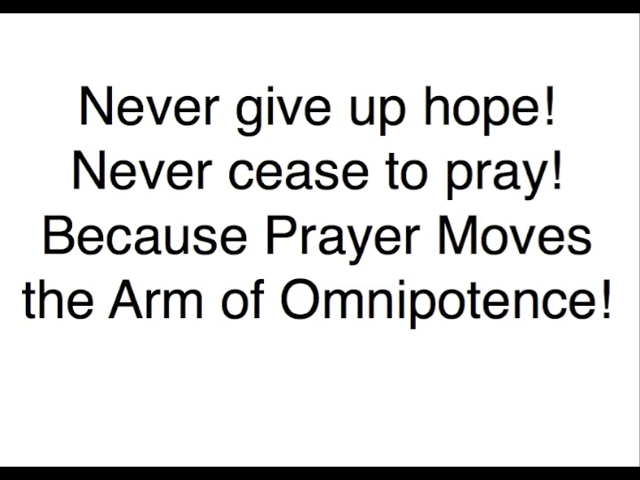 Never give up hope!
Never cease to pray!
Because Prayer Moves
the Arm of Omnipotence!